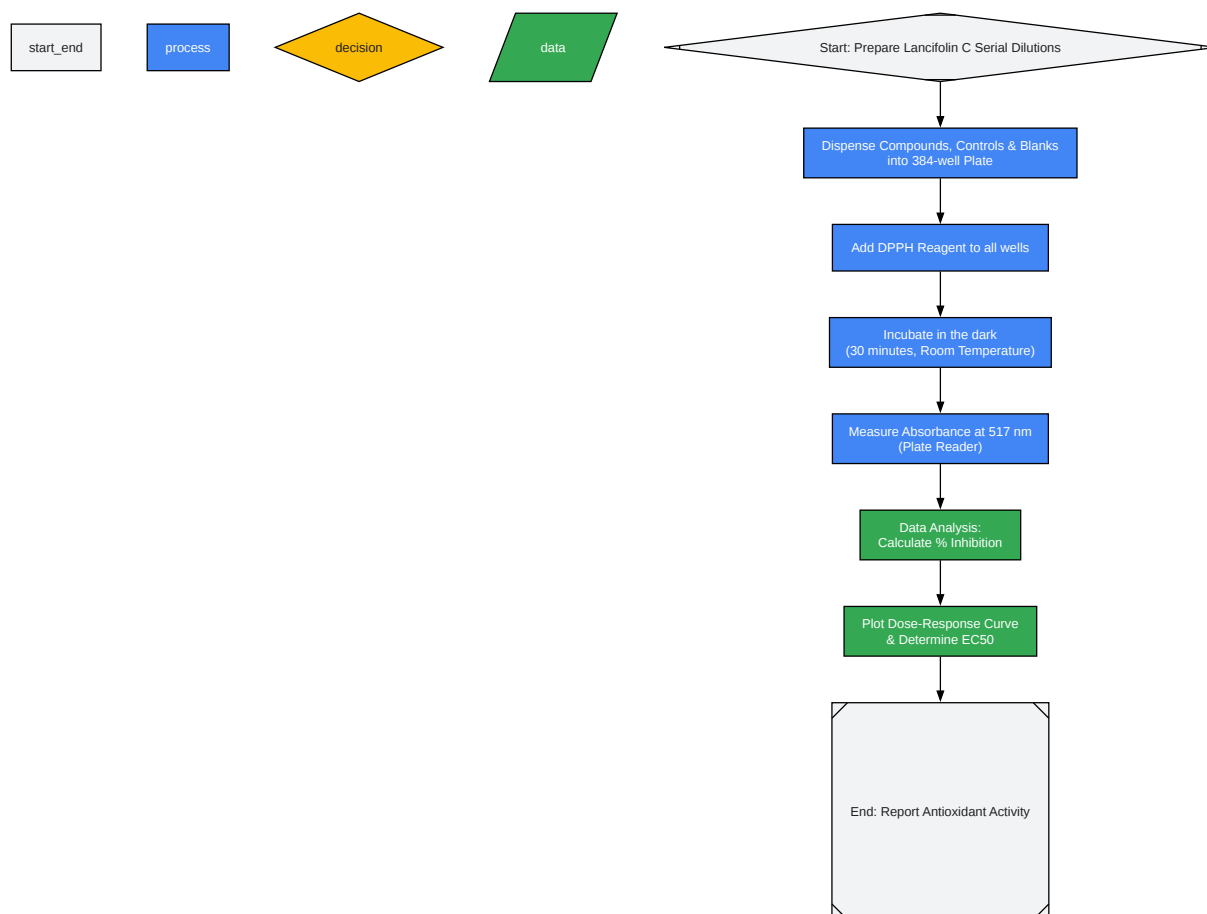 start_end
process
decision
data
Start: Prepare Lancifolin C Serial Dilutions
Dispense Compounds, Controls & Blanks
into 384-well Plate
Add DPPH Reagent to all wells
Incubate in the dark
(30 minutes, Room Temperature)
Measure Absorbance at 517 nm
(Plate Reader)
Data Analysis:
Calculate % Inhibition
Plot Dose-Response Curve
& Determine EC50
End: Report Antioxidant Activity